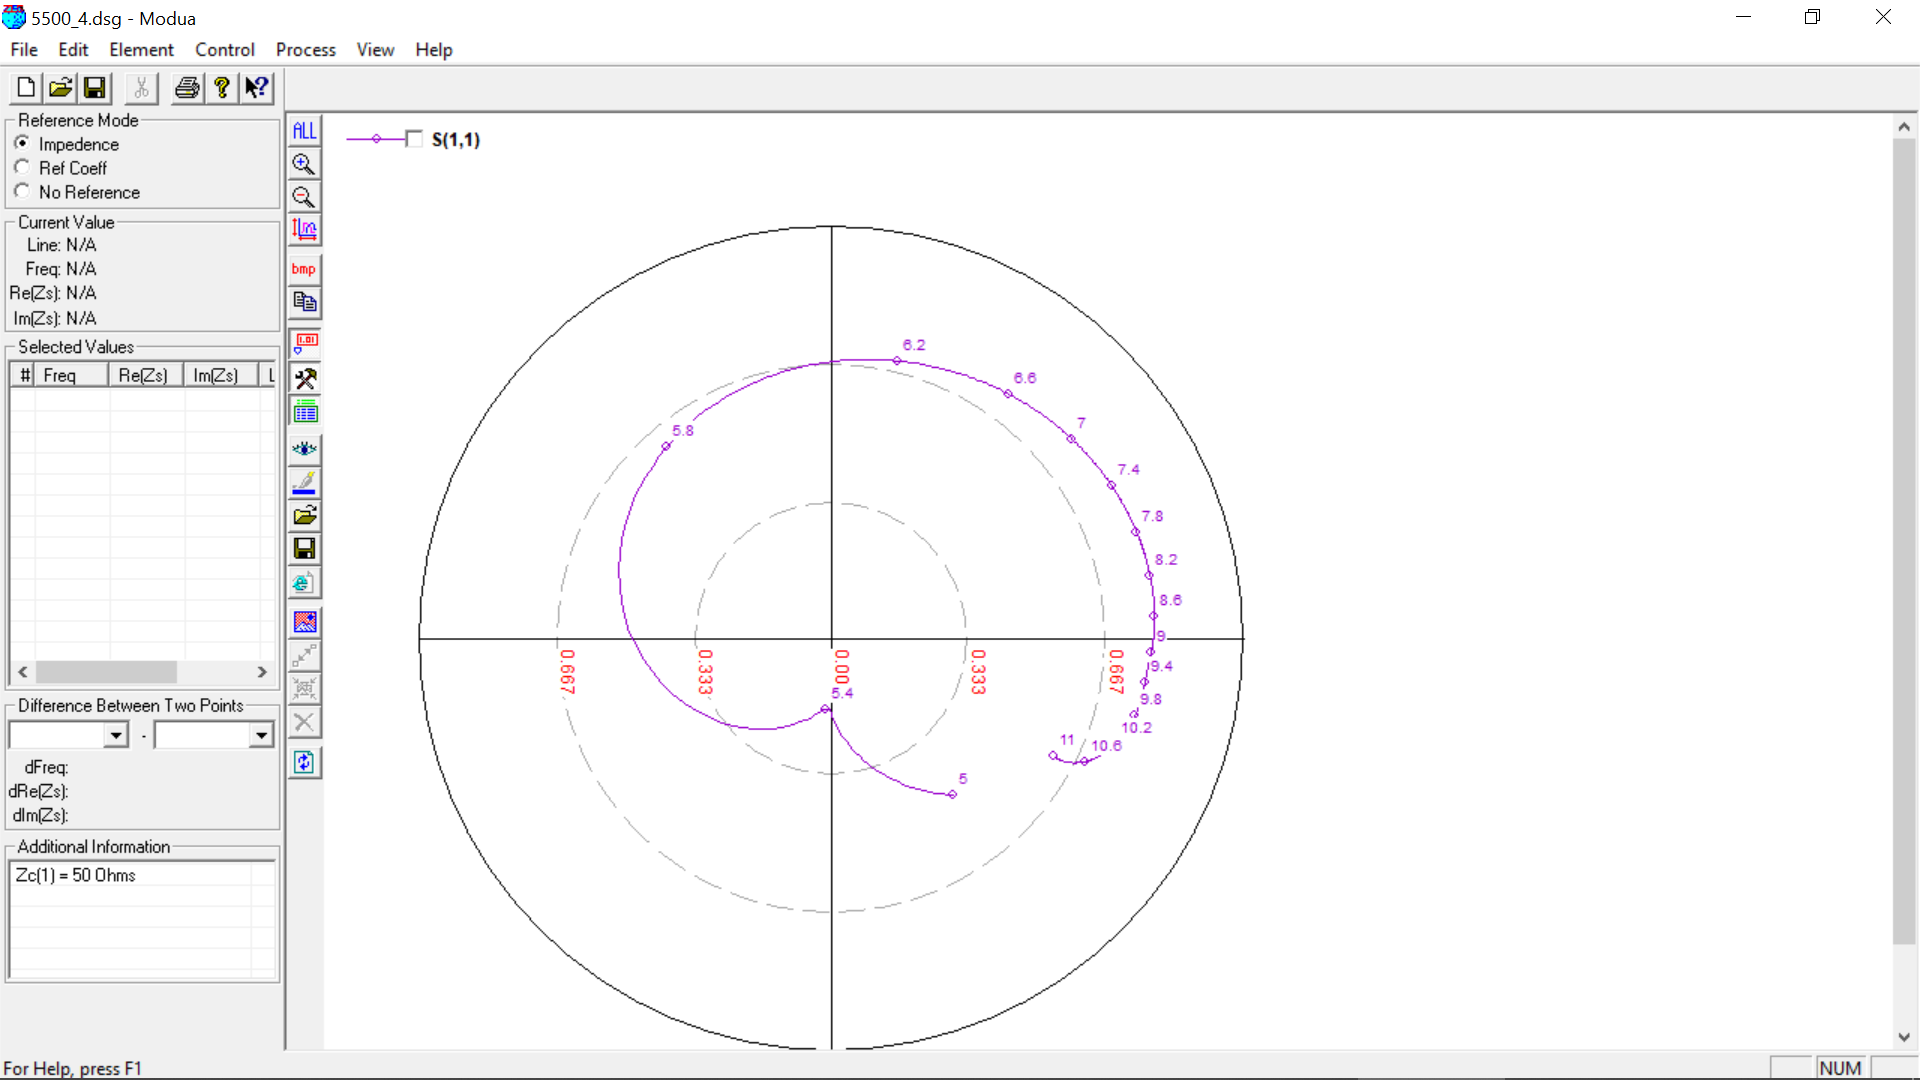 5500_4.dsg - Modua
File Edit Element Control Process View Help
Reference Mode
Impedence
Ref Coeff
No Reference
Current Value
Line: N/A
Freq: N/A
Re(Zs): N/A
Im(Zs): N/A
Selected Values
# Freq Re(Zs) Im(Zs) L
Difference Between Two Points
-
dFreq:
dRe(Zs):
dIm(Zs):
Additional Information
Zc(1) = 50 Ohms
ALL
bmp
1.01
S(1,1)
6.2
6.6
5.8
7
7.4
7.8
8.2
8.6
9
9.4
9.8
10.2
10.6
11
5.4
5
0.667
0.333
0.000
0.333
0.667
For Help, press F1
NUM